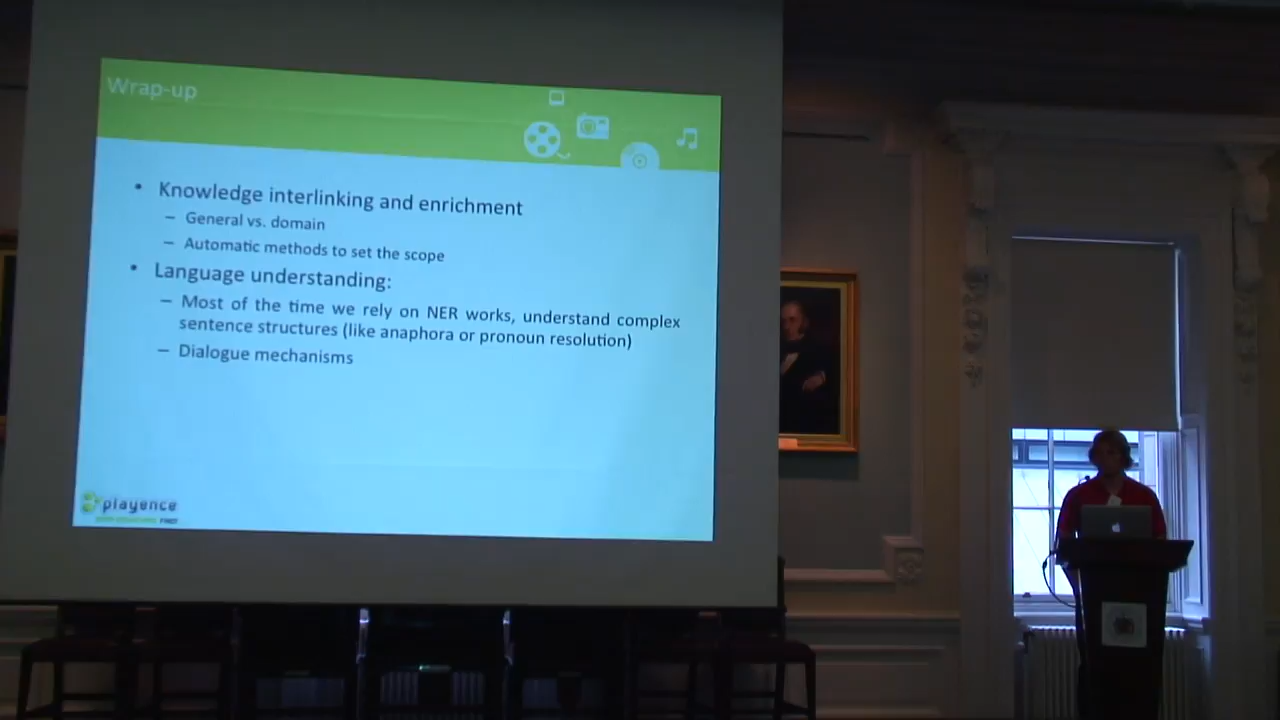 Wrap-up
• Knowledge interlinking and enrichment
– General vs. domain
– Automatic methods to set the scope
• Language understanding:
– Most of the time we rely on NER works, understand complex
sentence structures (like anaphora or pronoun resolution)
– Dialogue mechanisms
playence